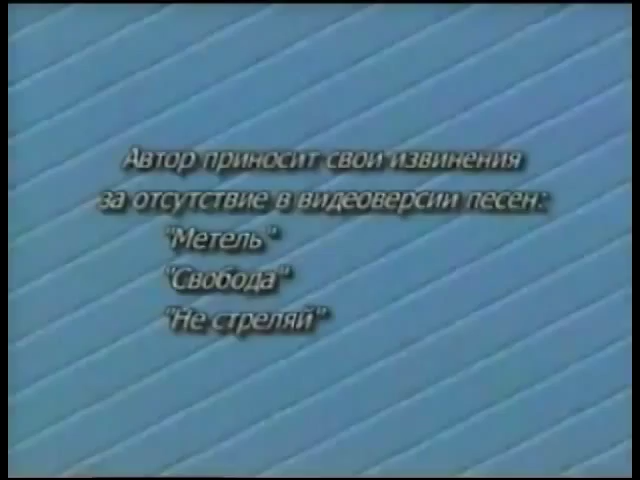 Автор приносит свои извинения
за отсутствие в видеоверсии песен:
"Метель"
"Свобода"
"Не стреляй"